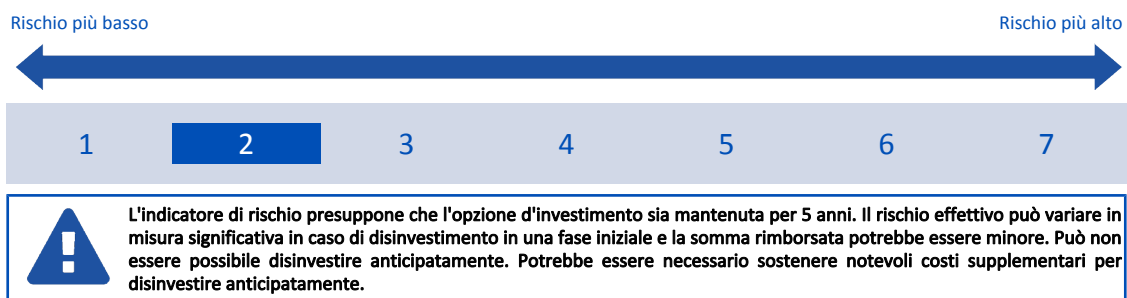 Rischio più basso Rischio più alto
1 2 3 4 5 6 7
L'indicatore di rischio presuppone che l'opzione d'investimento sia mantenuta per 5 anni. Il rischio effettivo può variare in
misura significativa in caso di disinvestimento in una fase iniziale e la somma rimborsata potrebbe essere minore. Può non
essere possibile disinvestire anticipatamente. Potrebbe essere necessario sostenere notevoli costi supplementari per
disinvestire anticipatamente.